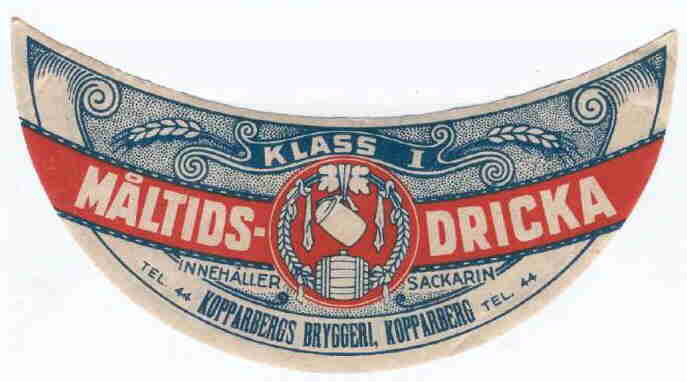 KLASS I
MÅLTIDS-DRICKA
INNEHÅLLER SACKARIN
TEL. 44 KOPPARBERGS BRYGGERI, KOPPARBERG TEL. 44